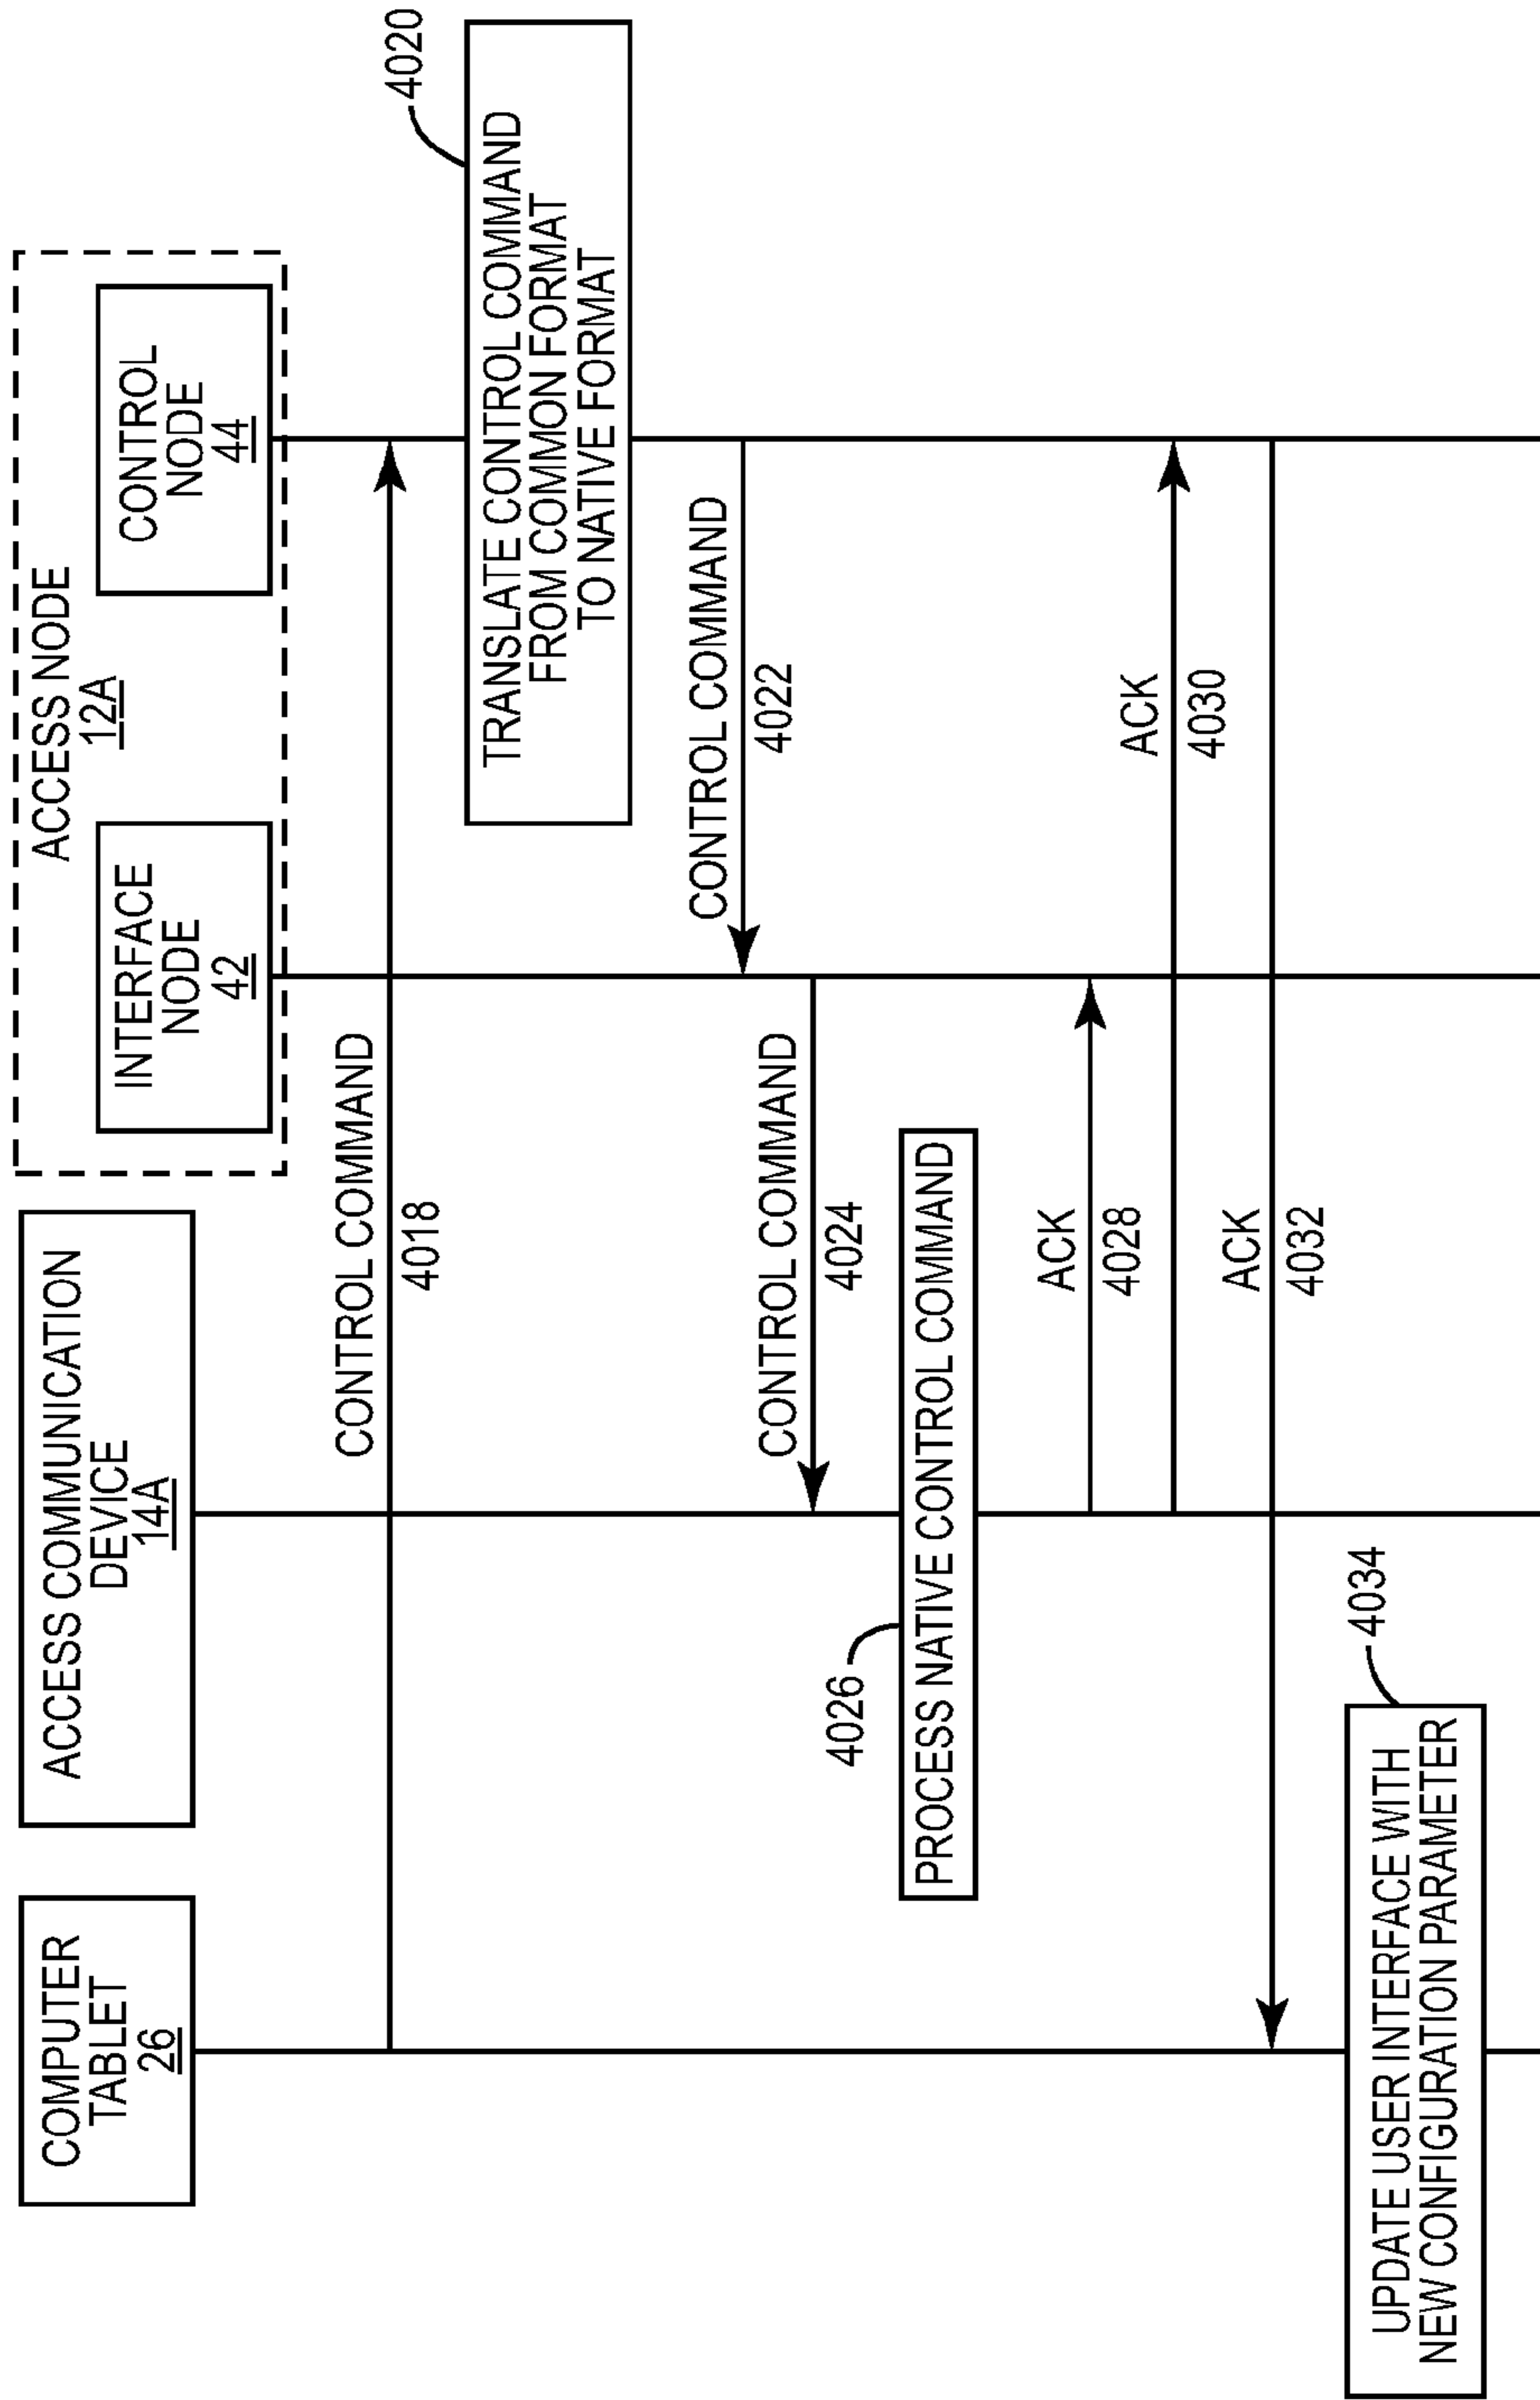 COMPUTER
TABLET
26
ACCESS COMMUNICATION
DEVICE
14A
ACCESS NODE
12A
INTERFACE
NODE
42
CONTROL
NODE
44
CONTROL COMMAND
4018
4020
TRANSLATE CONTROL COMMAND
FROM COMMON FORMAT
TO NATIVE FORMAT
CONTROL COMMAND
4022
CONTROL COMMAND
4024
4026
PROCESS NATIVE CONTROL COMMAND
ACK
4028
ACK
4030
ACK
4032
4034
UPDATE USER INTERFACE WITH
NEW CONFIGURATION PARAMETER